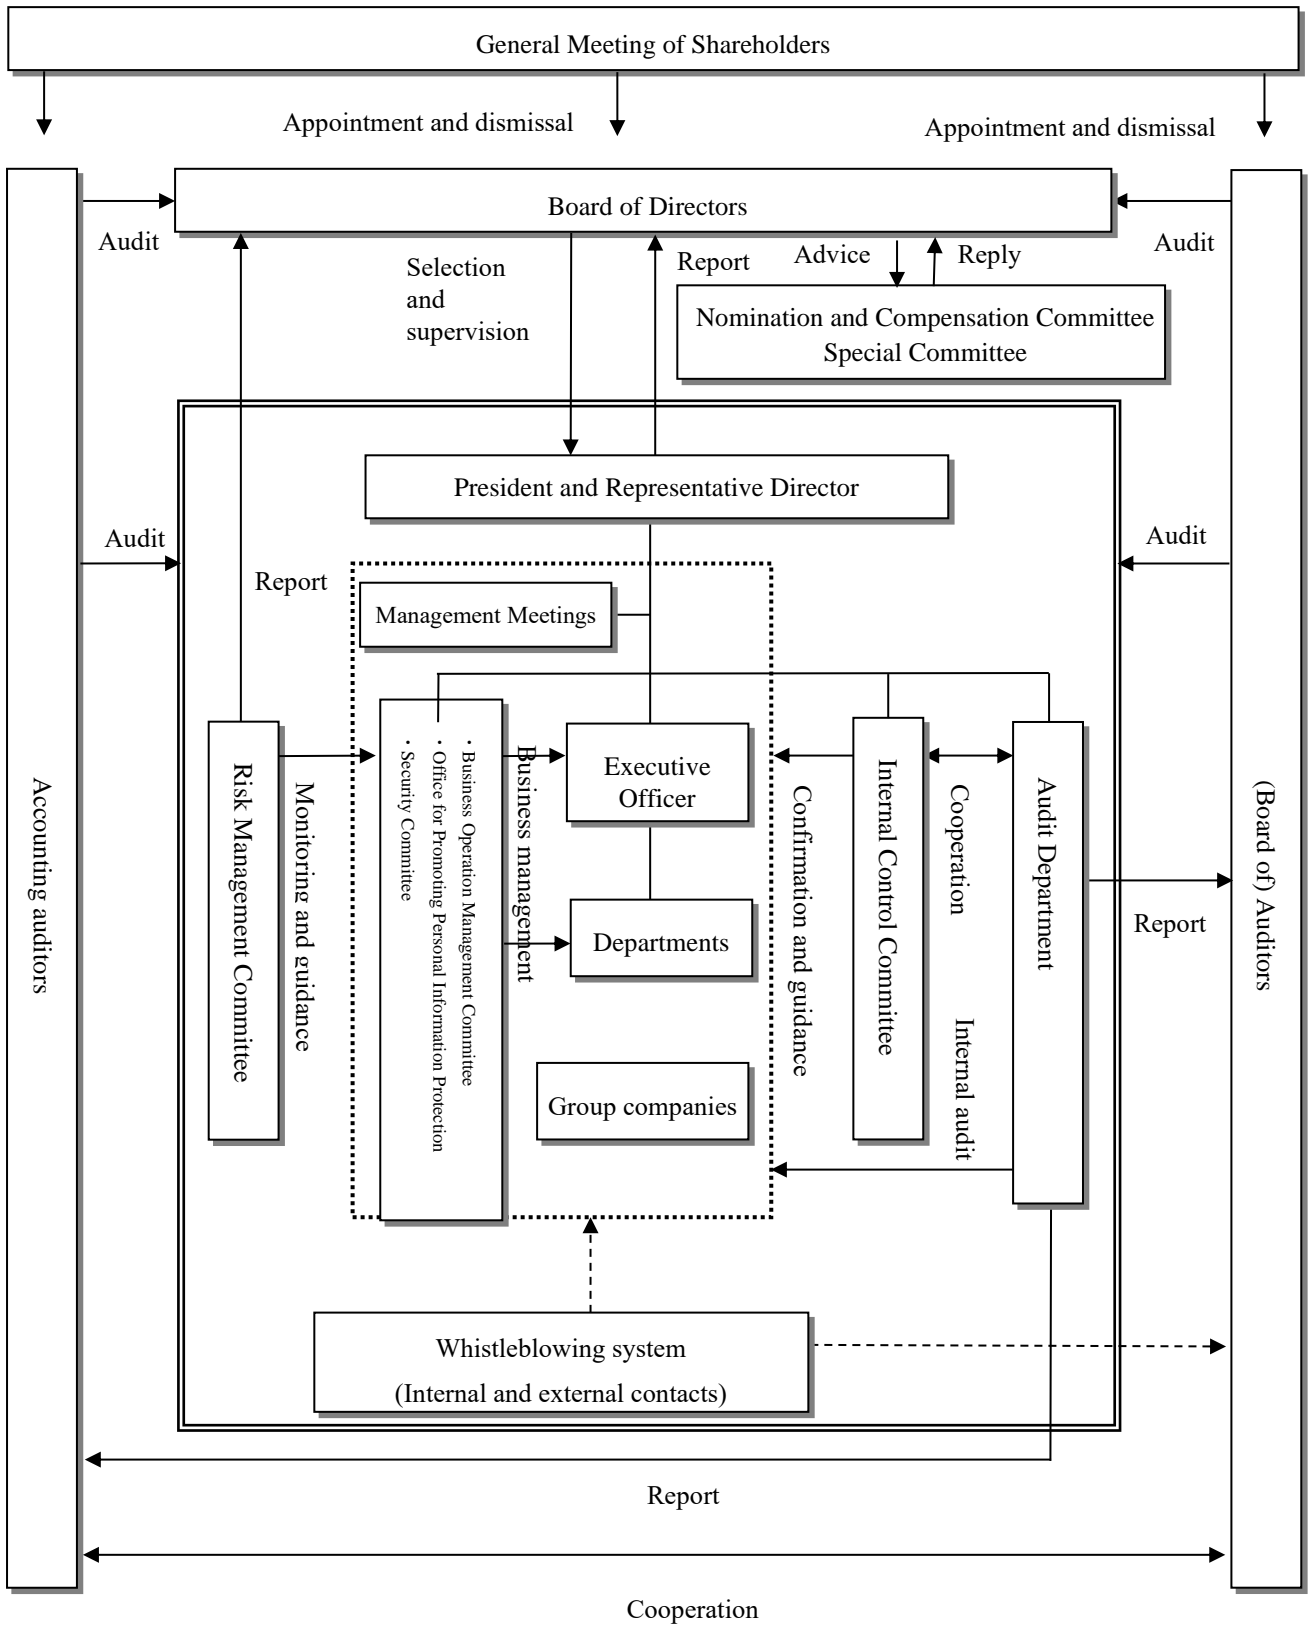 General Meeting of Shareholders
Appointment and dismissal
Appointment and dismissal
Board of Directors
Audit
Audit
Selection
and
supervision
Report
Advice
Reply
Nomination and Compensation Committee
Special Committee
President and Representative Director
Audit
Audit
Report
Management Meetings
Accounting auditors
Risk Management Committee
Monitoring and guidance
・Business Operation Management Committee
・Office for Promoting Personal Information Protection
・Security Committee
Business management
Executive
Officer
Departments
Group companies
Confirmation and guidance
Internal Control Committee
Cooperation
Internal audit
Audit Department
Report
(Board of) Auditors
Whistleblowing system
(Internal and external contacts)
Report
Cooperation